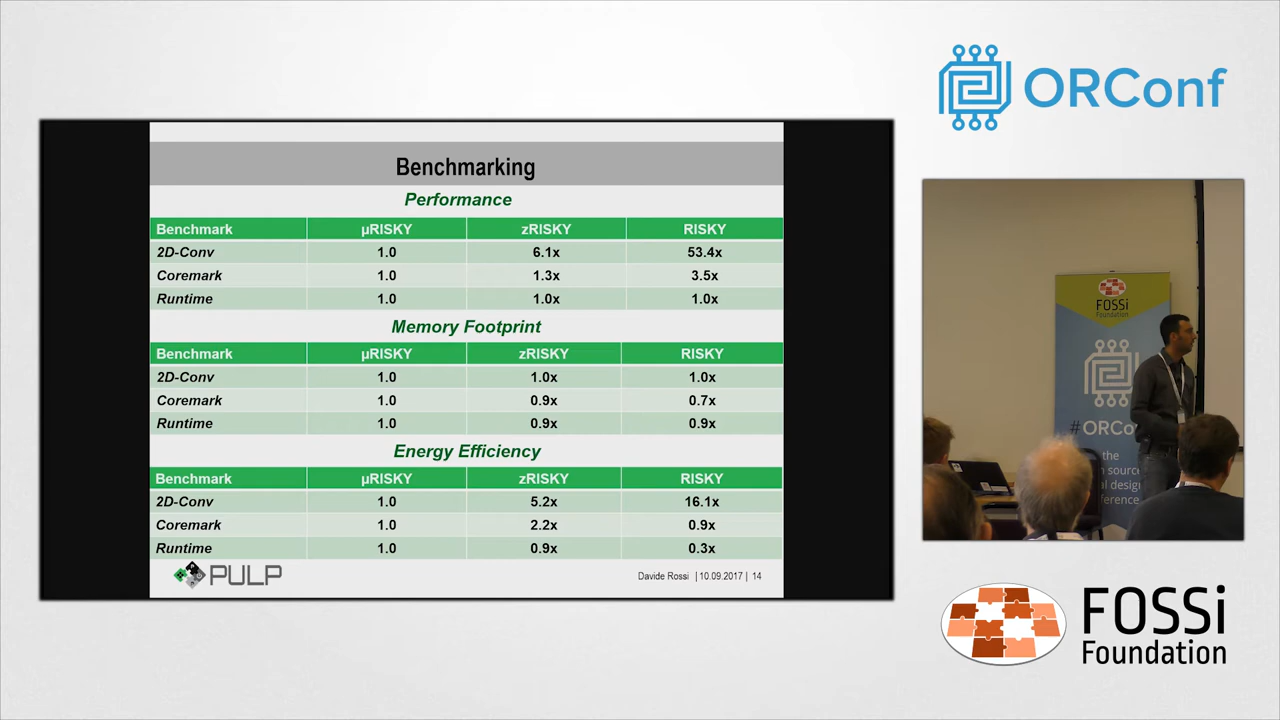 ORConf
Benchmarking
Performance
Benchmark µRISKY zRISKY RISKY
2D-Conv 1.0 6.1x 53.4x
Coremark 1.0 1.3x 3.5x
Runtime 1.0 1.0x 1.0x
Memory Footprint
Benchmark µRISKY zRISKY RISKY
2D-Conv 1.0 1.0x 1.0x
Coremark 1.0 0.9x 0.7x
Runtime 1.0 0.9x 0.9x
Energy Efficiency
Benchmark µRISKY zRISKY RISKY
2D-Conv 1.0 5.2x 16.1x
Coremark 1.0 2.2x 0.9x
Runtime 1.0 0.9x 0.3x
PULP
Davide Rossi | 10.09.2017 | 14
FOSSi
Foundation
#ORCo
the
source
design
ference
FOSSi
Foundation